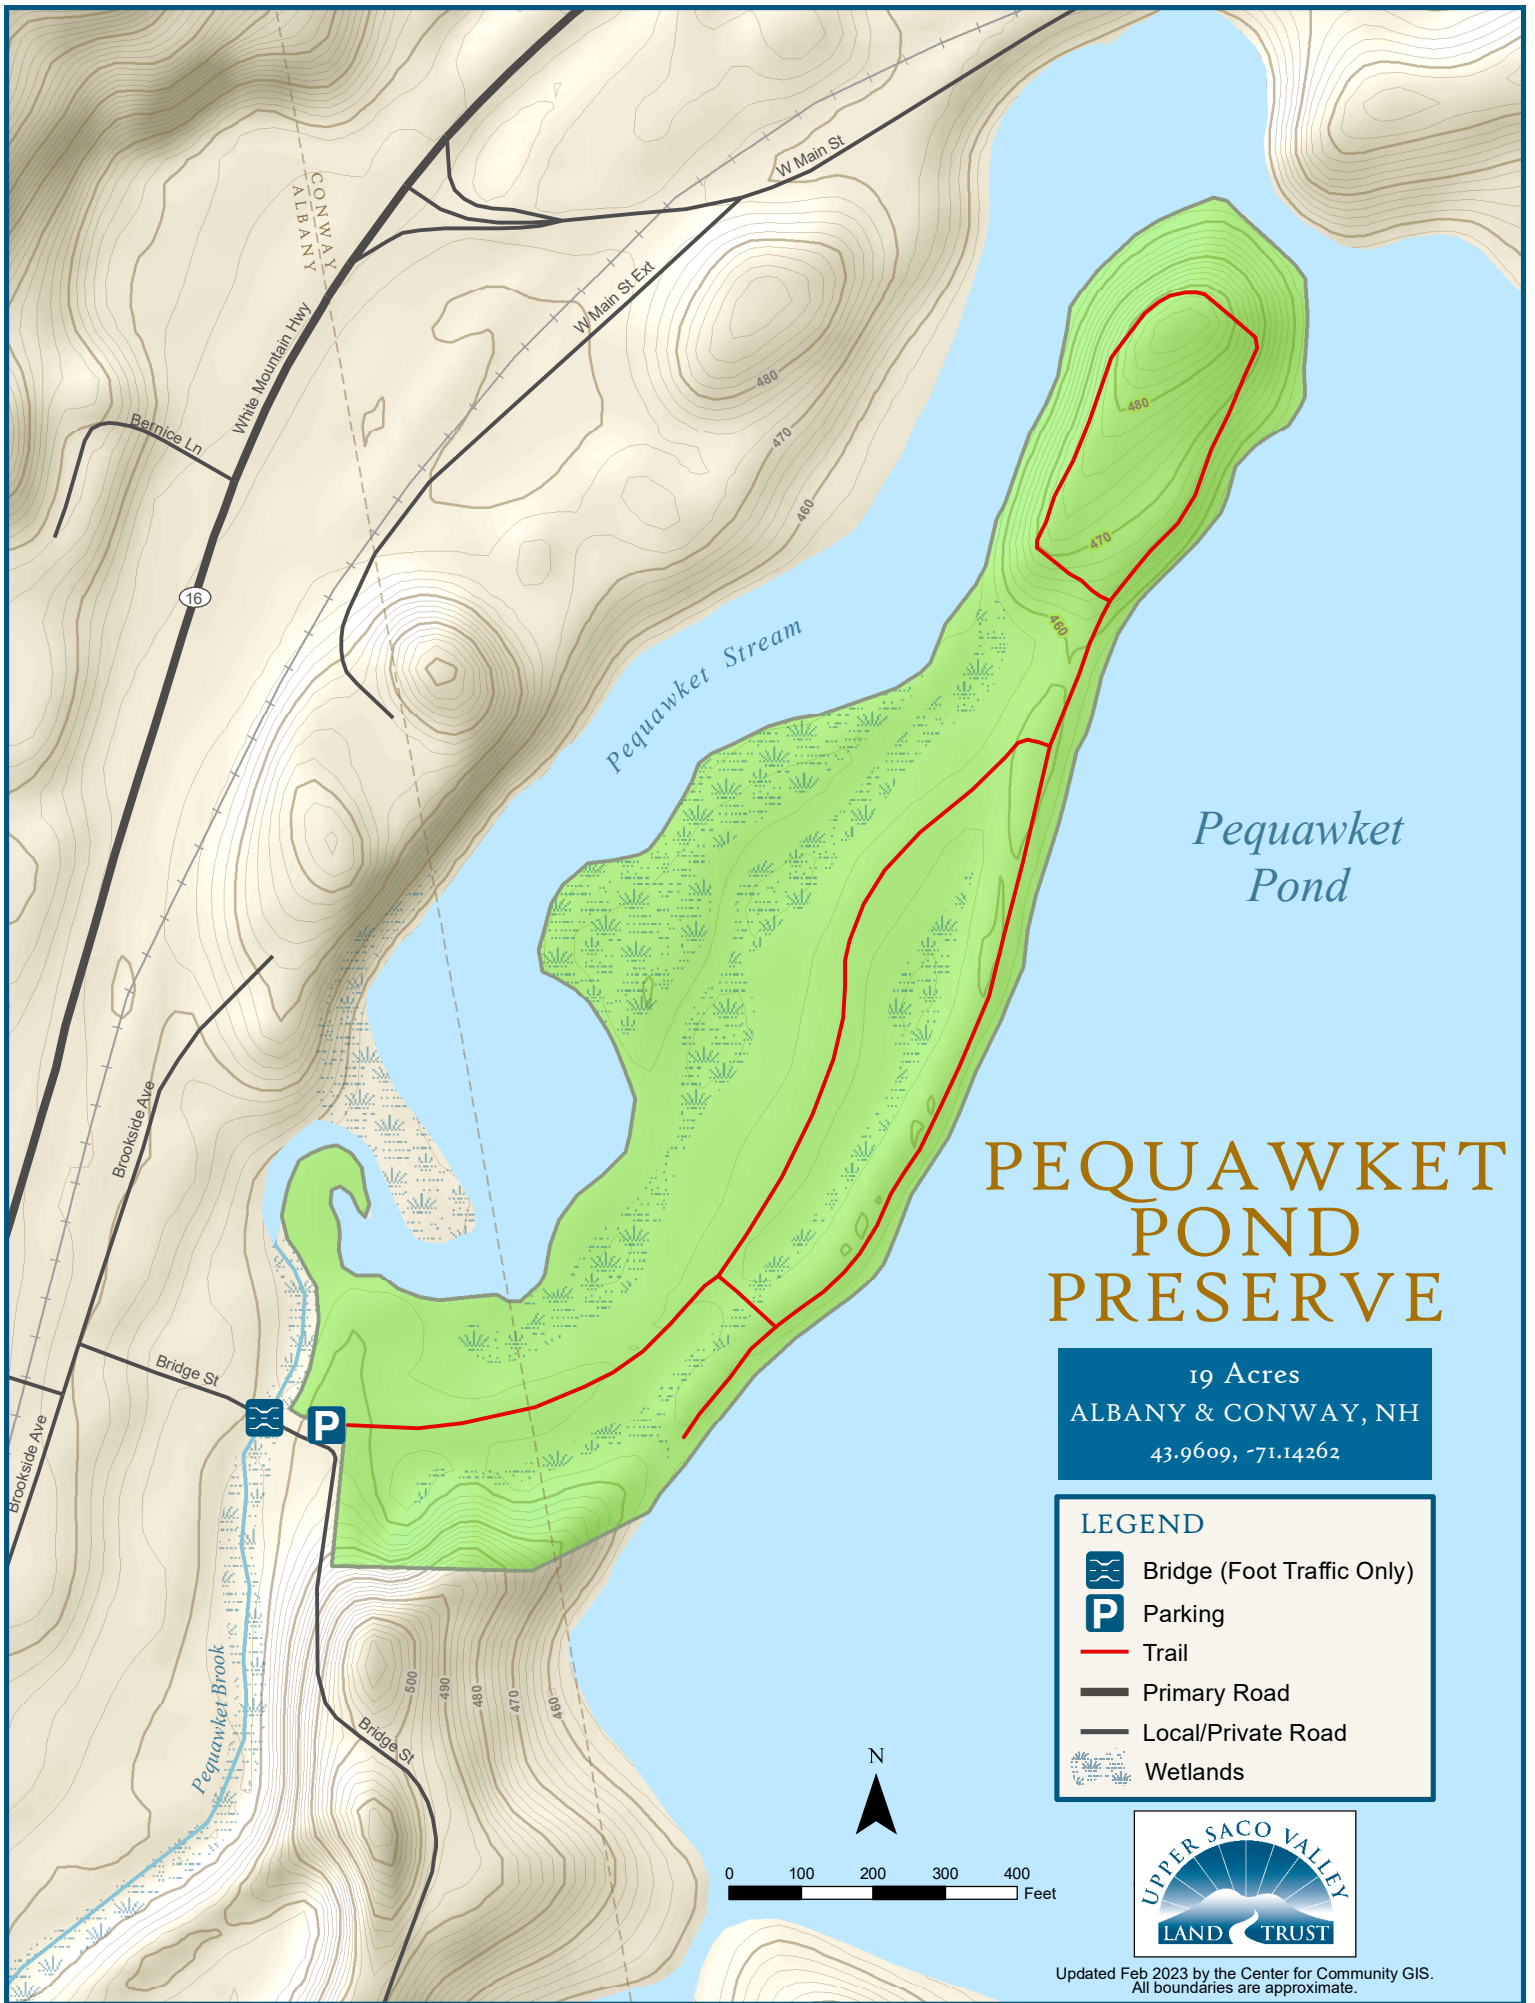 CONWAY
ALBANY
W Main St
W Main St Ext
White Mountain Hwy
Bernice Ln
480
470
460
480
470
460
16
Pequawket Stream
Pequawket
Pond
Brookside Ave
Bridge St
P
Brookside Ave
Pequawket Brook
500
490
480
470
460
Bridge St
PEQUAWKET
POND
PRESERVE
19 Acres
ALBANY & CONWAY, NH
43.9609, -71.14262
LEGEND
Bridge (Foot Traffic Only)
P Parking
Trail
Primary Road
Local/Private Road
Wetlands
N
0 100 200 300 400
Feet
UPPER SACO VALLEY
LAND TRUST
Updated Feb 2023 by the Center for Community GIS.
All boundaries are approximate.